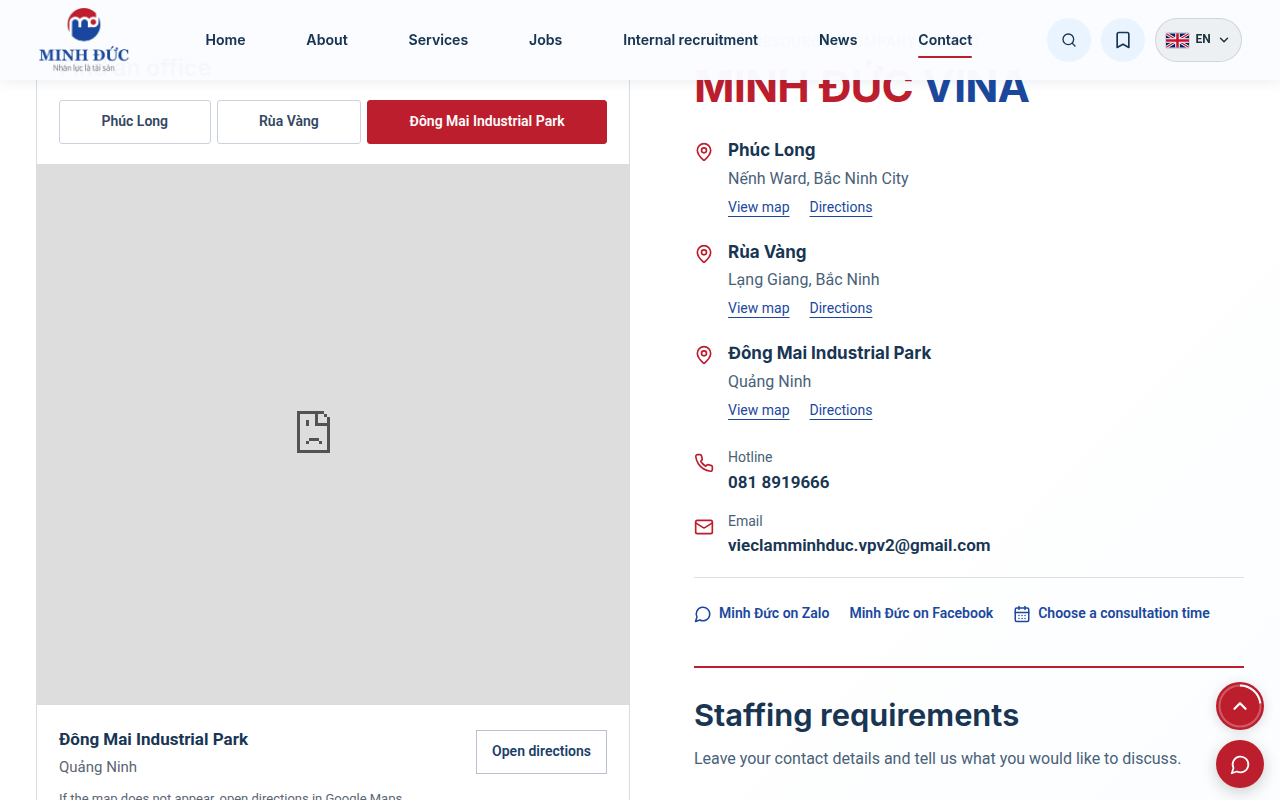 MINH ĐỨC
Nhân lực là tài sản
Home
About
Services
Jobs
Internal recruitment
News
Contact
EN
office
Phúc Long
Rùa Vàng
Đông Mai Industrial Park
Đông Mai Industrial Park
Quảng Ninh
Open directions
If the map does not appear, open directions in Google Maps.
MINH ĐỨC VINA
Phúc Long
Nếnh Ward, Bắc Ninh City
View map
Directions
Rùa Vàng
Lạng Giang, Bắc Ninh
View map
Directions
Đông Mai Industrial Park
Quảng Ninh
View map
Directions
Hotline
081 8919666
Email
vieclamminhduc.vpv2@gmail.com
Minh Đức on Zalo
Minh Đức on Facebook
Choose a consultation time
Staffing requirements
Leave your contact details and tell us what you would like to discuss.